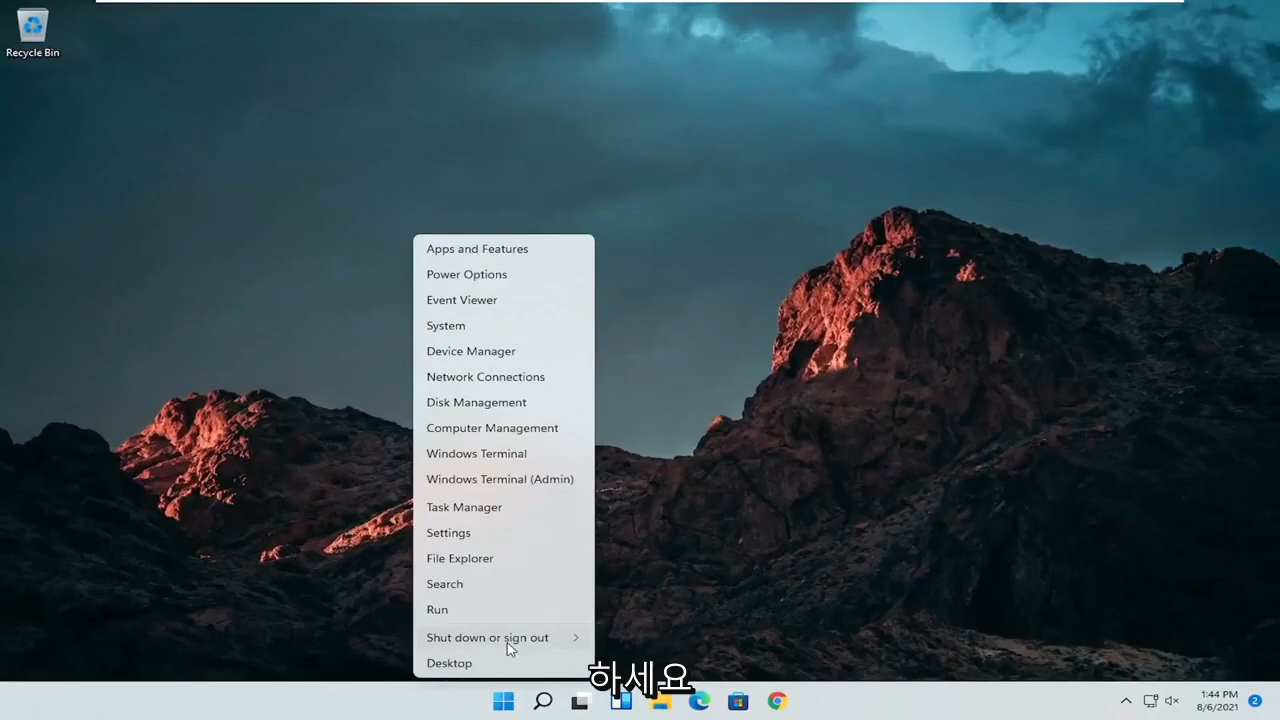 Recycle Bin
Apps and Features
Power Options
Event Viewer
System
Device Manager
Network Connections
Disk Management
Computer Management
Windows Terminal
Windows Terminal (Admin)
Task Manager
Settings
File Explorer
Search
Run
Shut down or sign out
Desktop
하세요
1:44 PM
8/6/2021
2